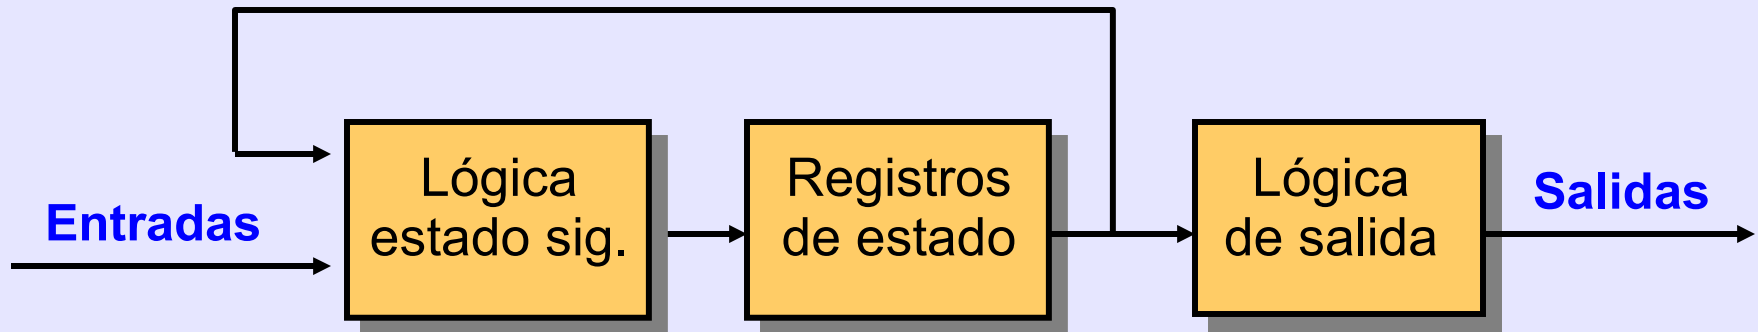 Entradas
Lógica
estado sig.
Registros
de estado
Lógica
de salida
Salidas